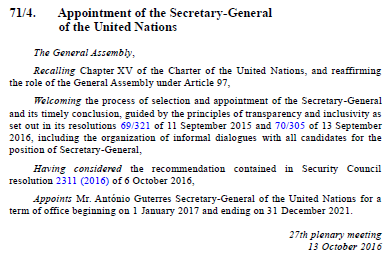 71/4. Appointment of the Secretary-General
of the United Nations
The General Assembly,
Recalling Chapter XV of the Charter of the United Nations, and reaffirming
the role of the General Assembly under Article 97,
Welcoming the process of selection and appointment of the Secretary-General
and its timely conclusion, guided by the principles of transparency and inclusivity as
set out in its resolutions 69/321 of 11 September 2015 and 70/305 of 13 September
2016, including the organization of informal dialogues with all candidates for the
position of Secretary-General,
Having considered the recommendation contained in Security Council
resolution 2311 (2016) of 6 October 2016,
Appoints Mr. António Guterres Secretary-General of the United Nations for a
term of office beginning on 1 January 2017 and ending on 31 December 2021.
27th plenary meeting
13 October 2016